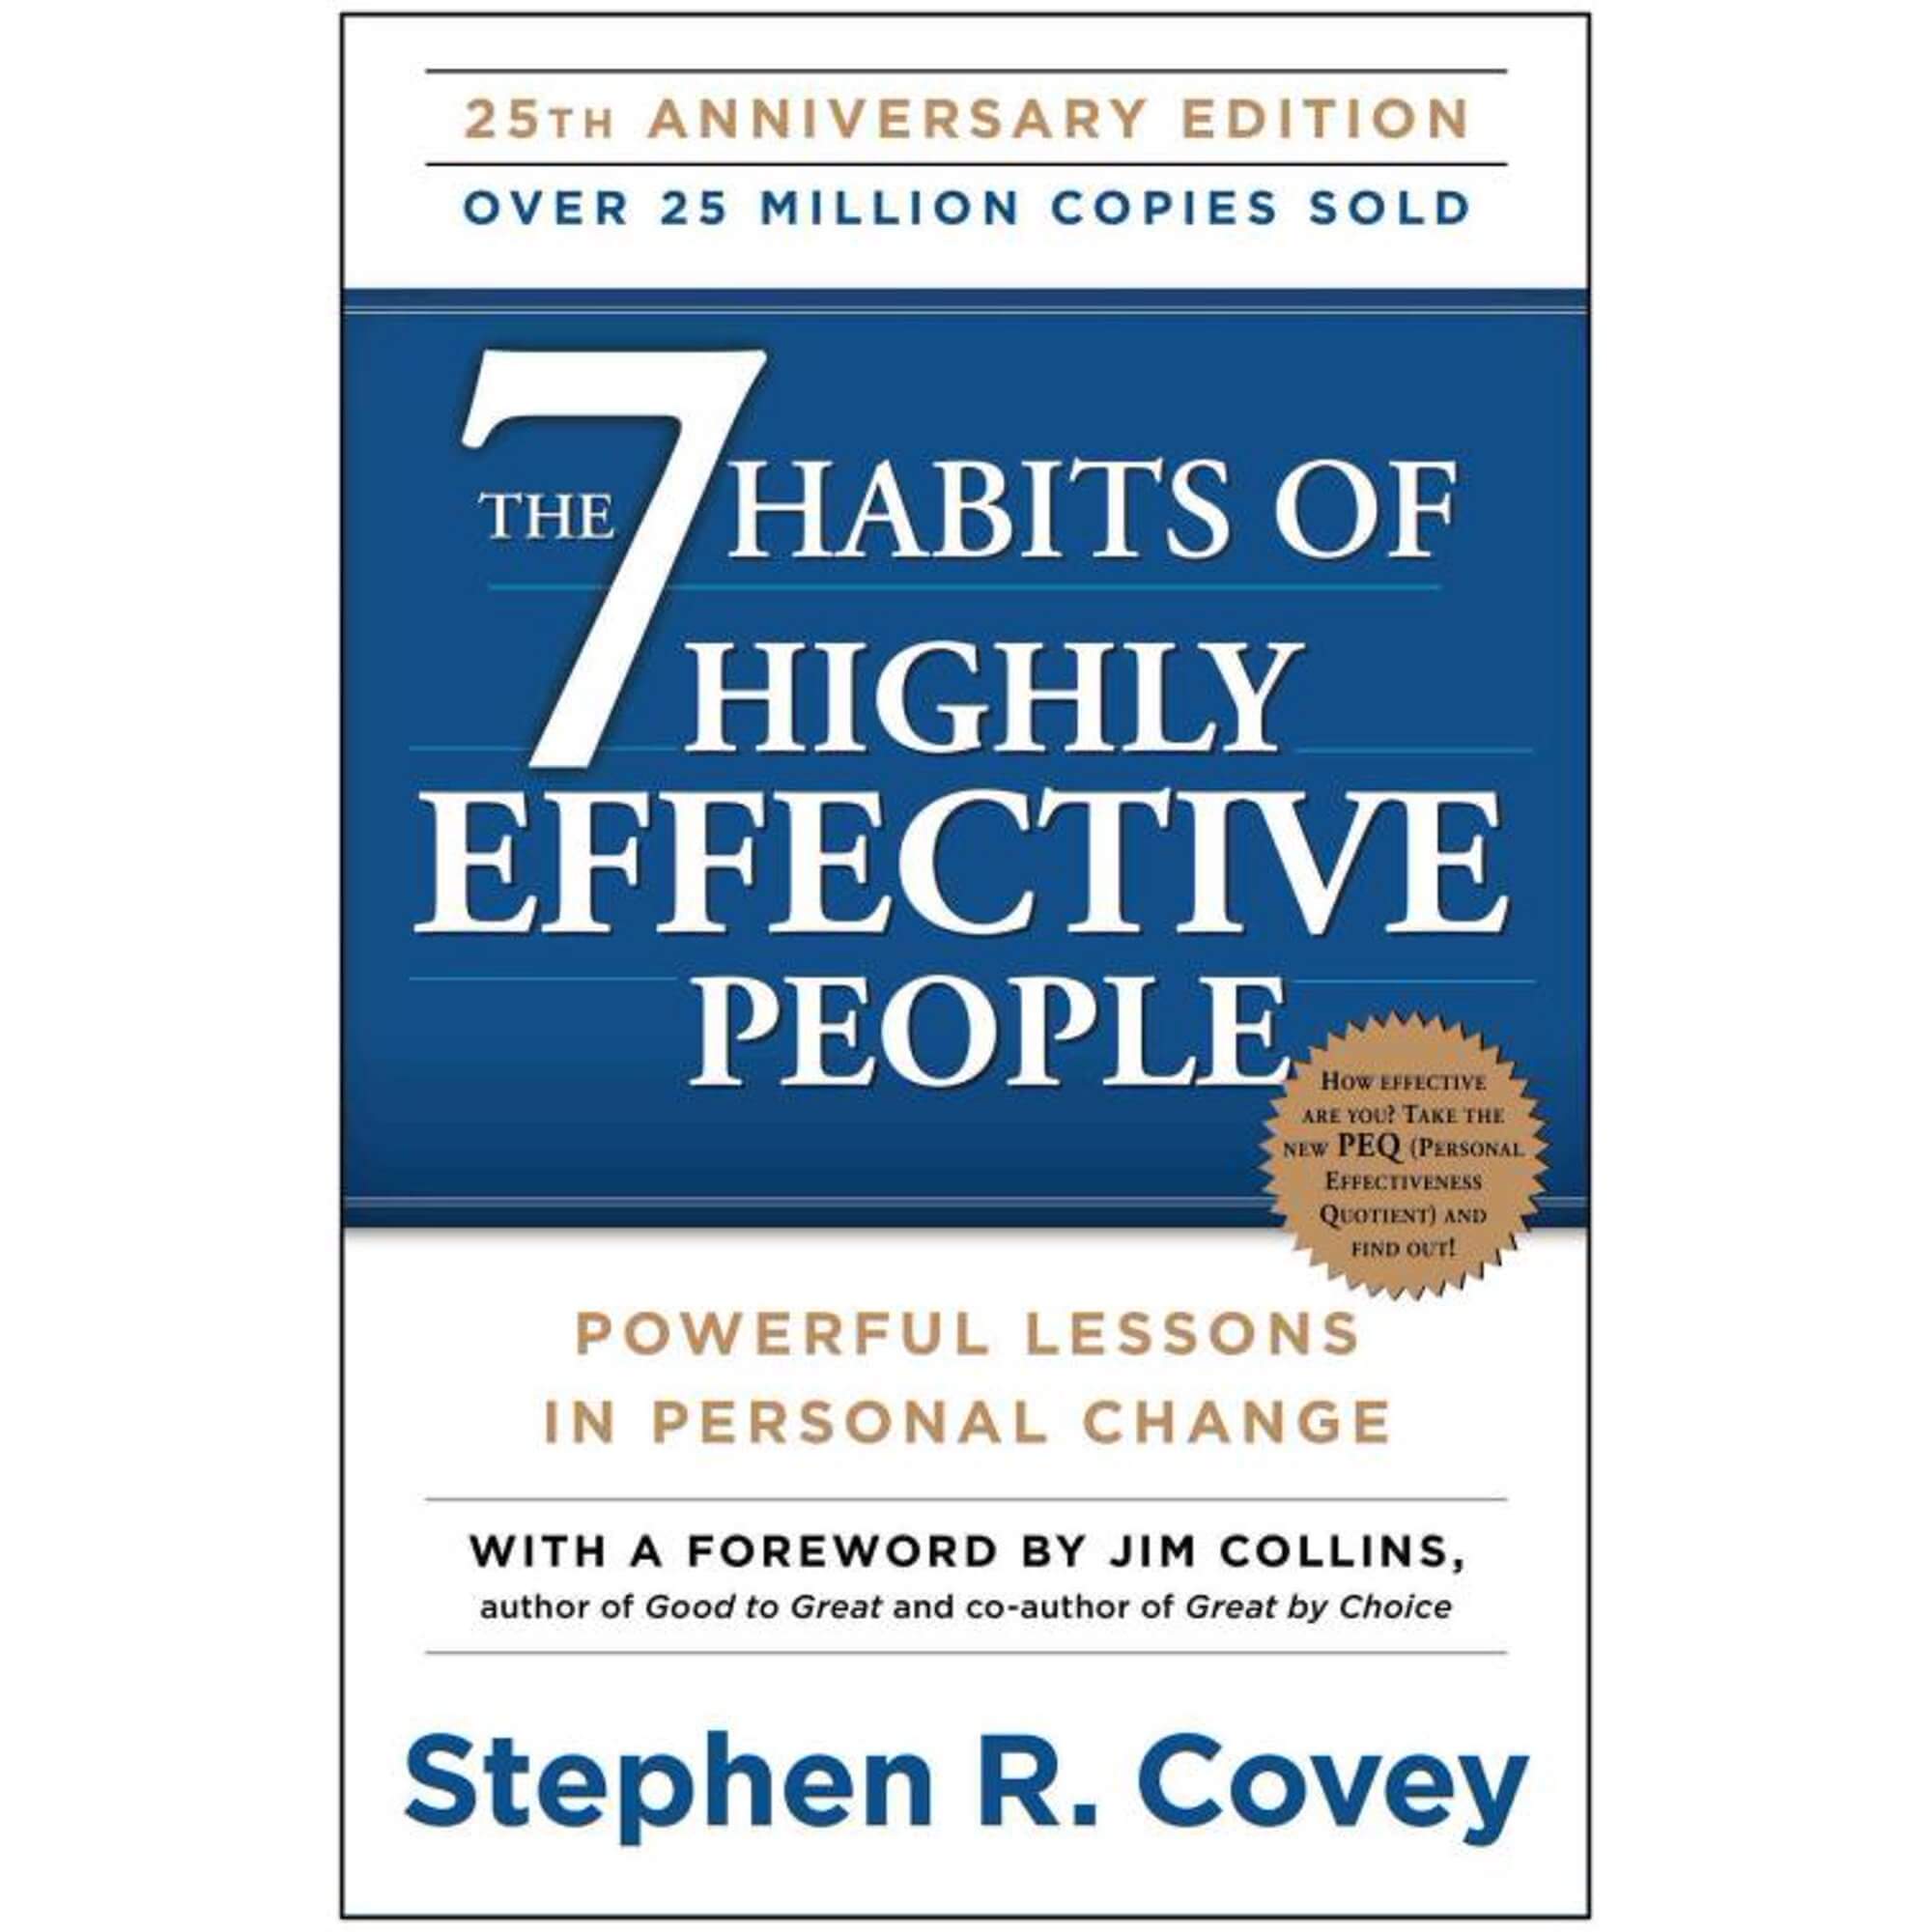 25TH ANNIVERSARY EDITION
OVER 25 MILLION COPIES SOLD
THE 7 HABITS OF
HIGHLY
EFFECTIVE
PEOPLE
HOW EFFECTIVE
ARE YOU? TAKE THE
NEW PEQ (PERSONAL
EFFECTIVENESS
QUOTIENT) AND
FIND OUT!
POWERFUL LESSONS
IN PERSONAL CHANGE
WITH A FOREWORD BY JIM COLLINS,
author of Good to Great and co-author of Great by Choice
Stephen R. Covey